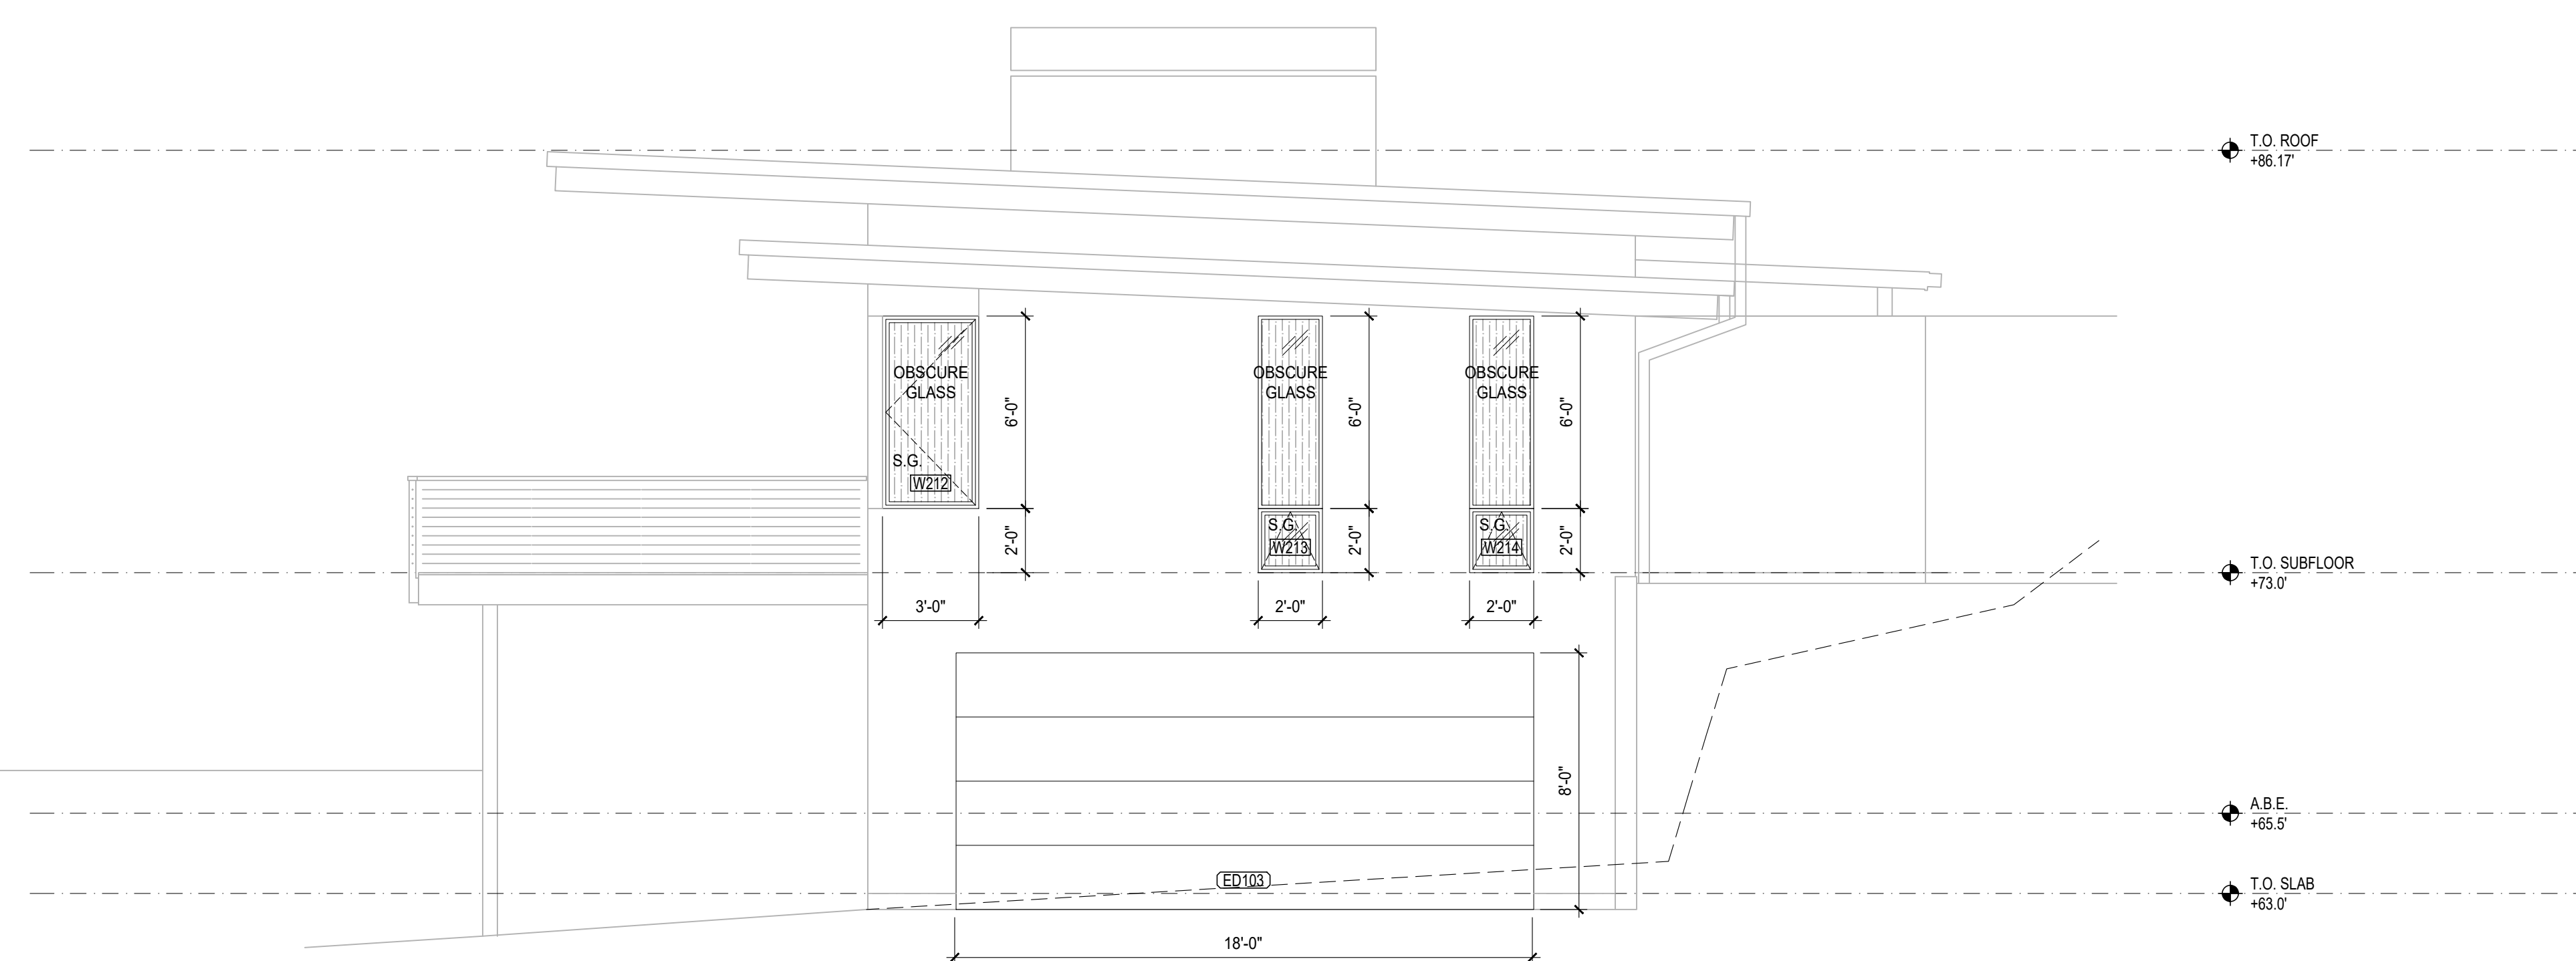 T.O. ROOF
+86.17'
OBSCURE
GLASS
S.G.
W212
6'-0"
2'-0"
3'-0"
OBSCURE
GLASS
S.G.
W213
6'-0"
2'-0"
2'-0"
OBSCURE
GLASS
S.G.
W214
6'-0"
2'-0"
2'-0"
T.O. SUBFLOOR
+73.0'
8'-0"
A.B.E.
+65.5'
ED103
T.O. SLAB
+63.0'
18'-0"